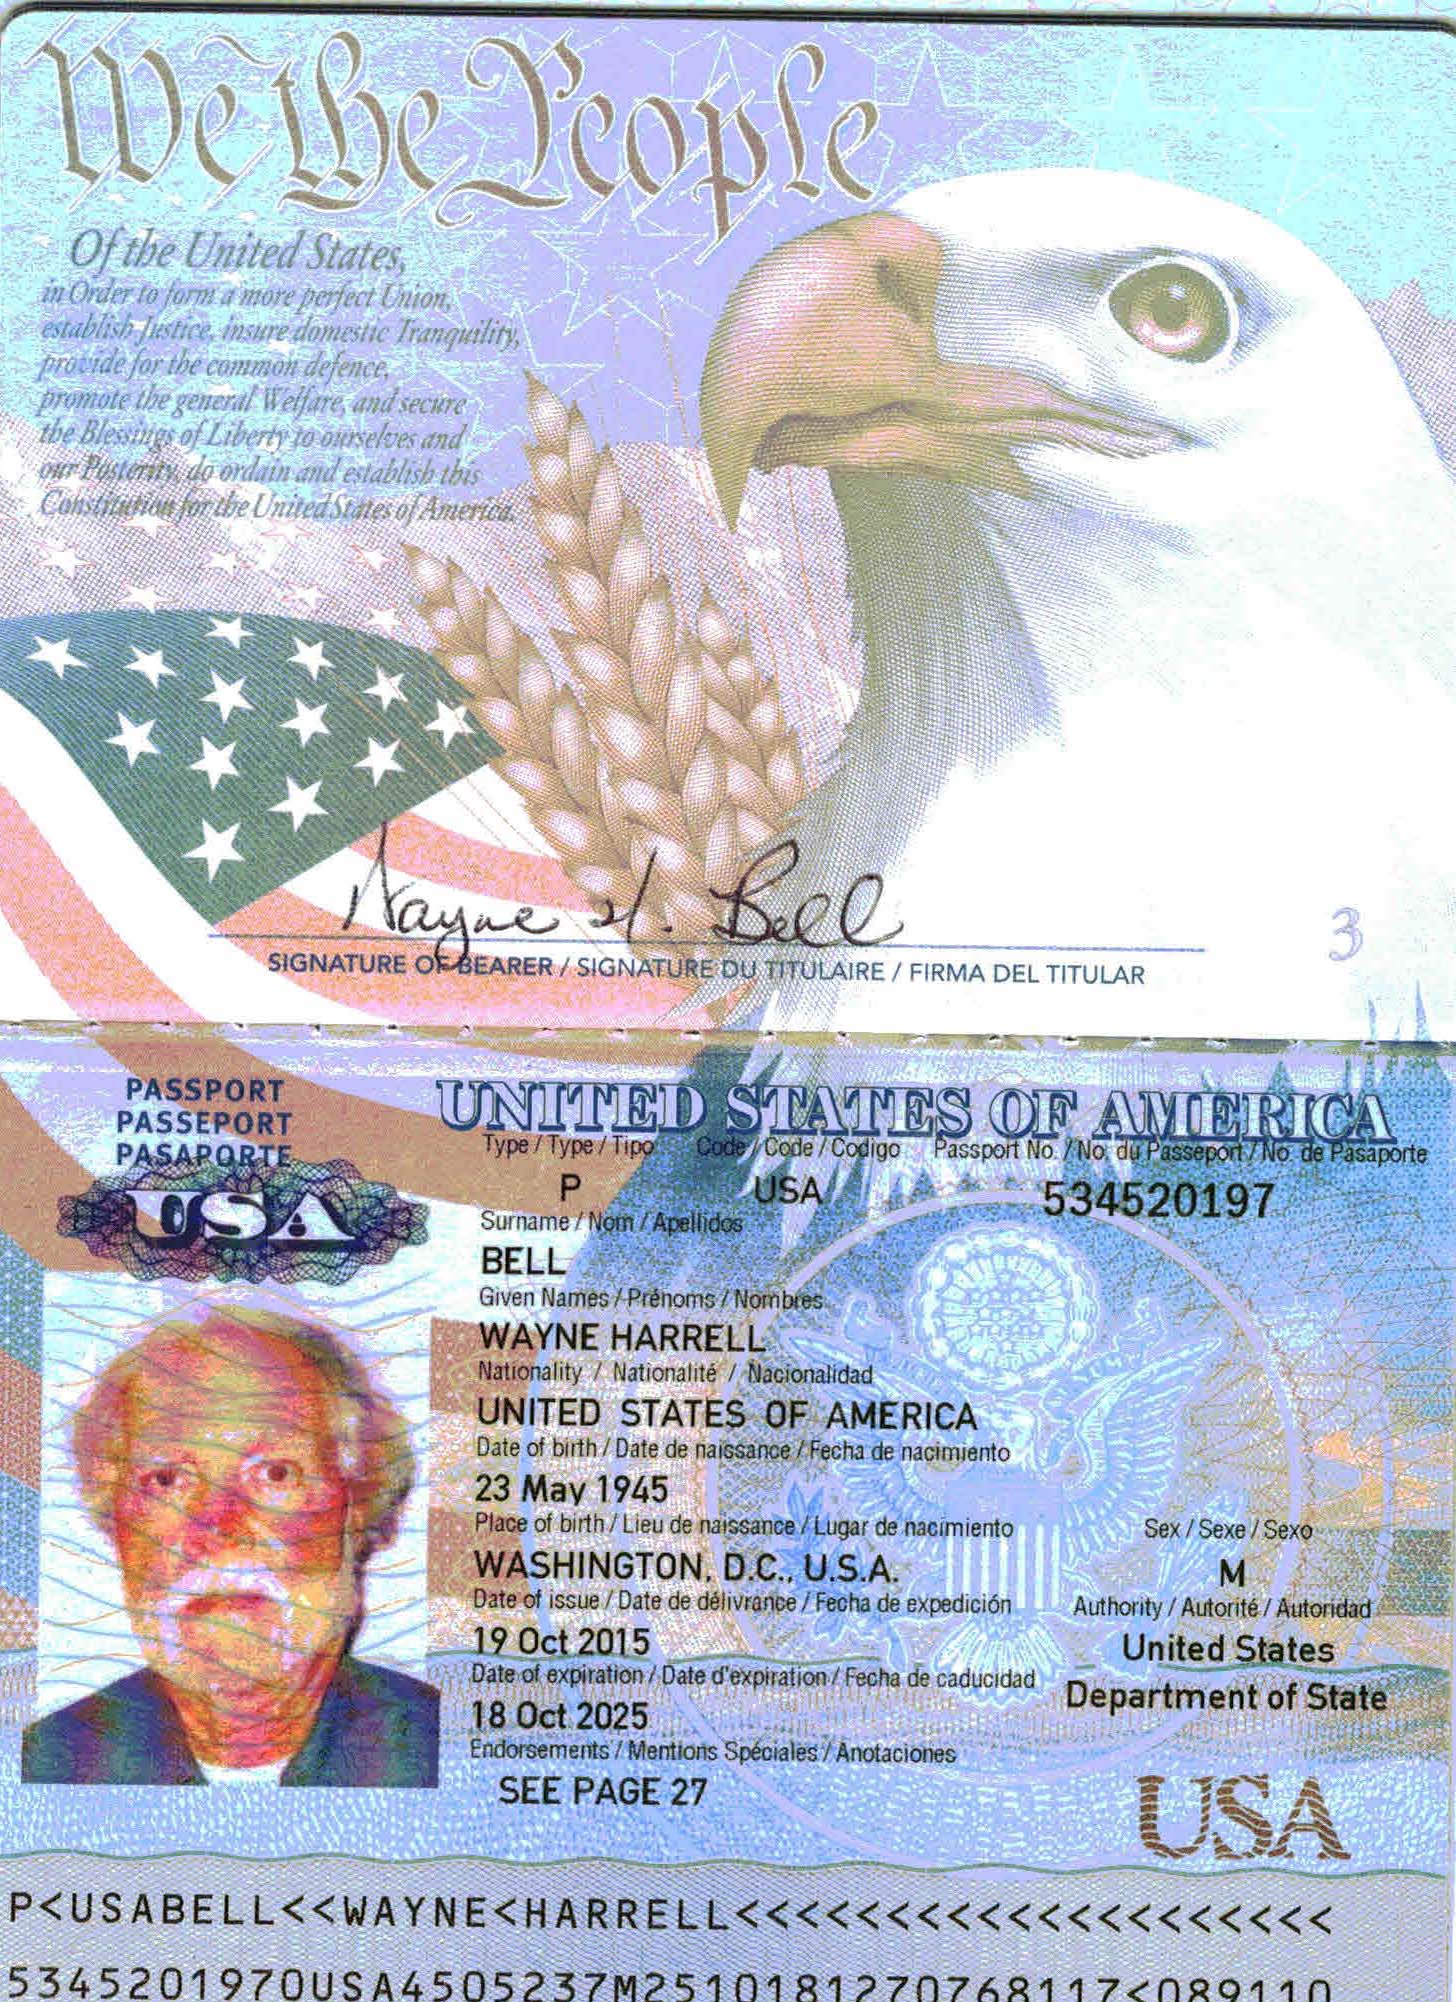 We the People
Of the United States,
in Order to form a more perfect Union,
establish Justice, insure domestic Tranquility,
provide for the common defence,
promote the general Welfare, and secure
the Blessings of Liberty to ourselves and
our Posterity, do ordain and establish this
Constitution for the United States of America.
Wayne H. Bell
SIGNATURE OF BEARER / SIGNATURE DU TITULAIRE / FIRMA DEL TITULAR
3
PASSPORT
PASSEPORT
PASAPORTE
USA
UNITED STATES OF AMERICA
Type / Type / Tipo Code / Code / Codigo Passport No. / No. du Passeport / No. de Pasaporte
P USA 534520197
Surname / Nom / Apellidos
BELL
Given Names / Prénoms / Nombres
WAYNE HARRELL
Nationality / Nationalité / Nacionalidad
UNITED STATES OF AMERICA
Date of birth / Date de naissance / Fecha de nacimiento
23 May 1945
Place of birth / Lieu de naissance / Lugar de nacimiento Sex / Sexe / Sexo
WASHINGTON, D.C., U.S.A. M
Date of issue / Date de délivrance / Fecha de expedición Authority / Autorité / Autoridad
19 Oct 2015 United States
Date of expiration / Date d'expiration / Fecha de caducidad Department of State
18 Oct 2025
Endorsements / Mentions Spéciales / Anotaciones
SEE PAGE 27
USA
P<USABELL<<WAYNE<HARRELL<<<<<<<<<<<<<<<<<<<<
5345201970USA4505237M2510181270768117<089110